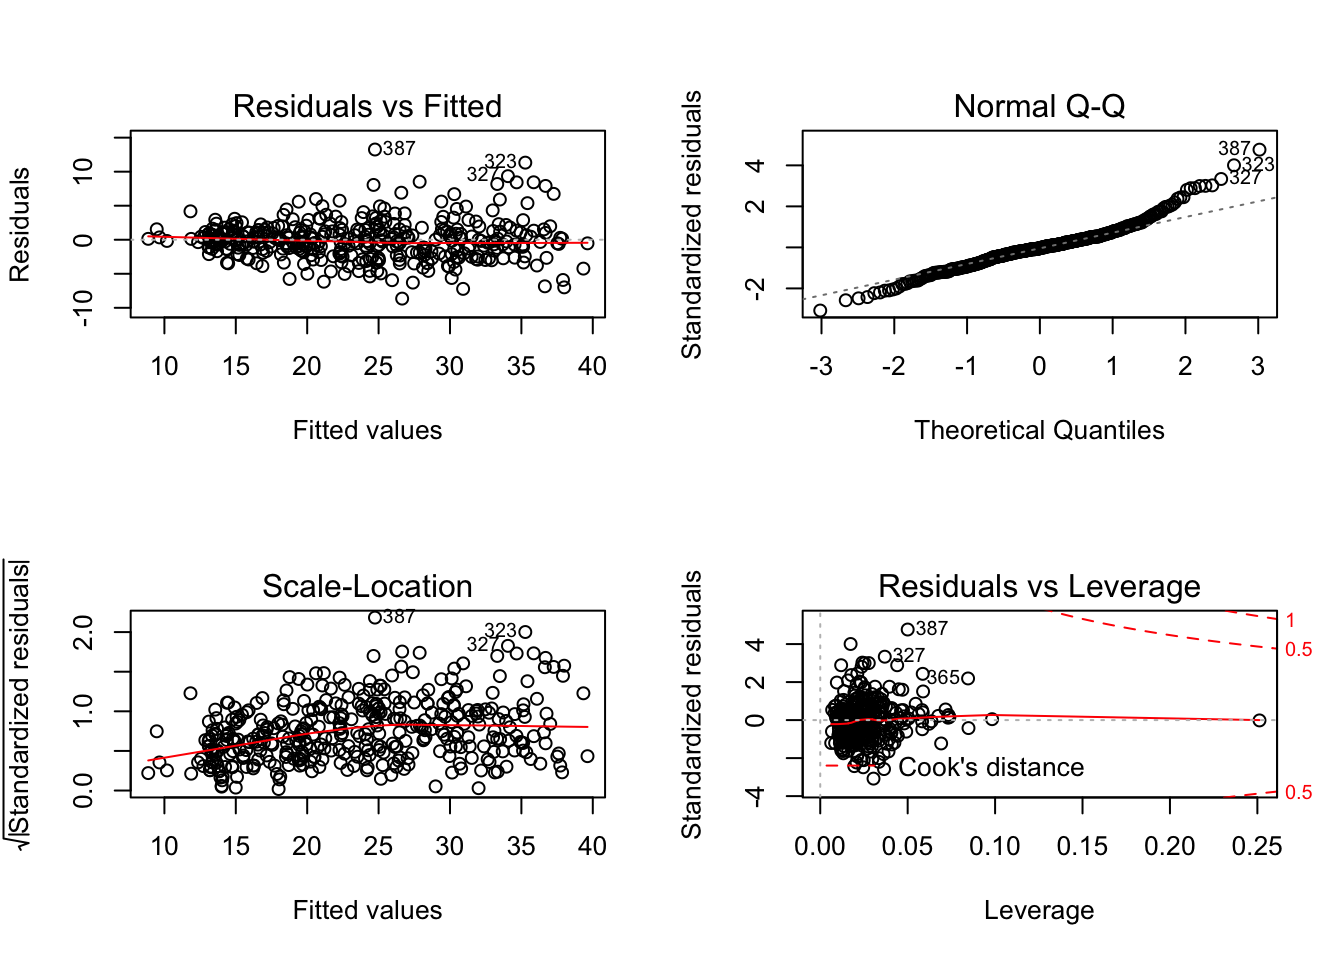 Residuals vs Fitted
Residuals
10
0
-10
387
323
327
10 15 20 25 30 35 40
Fitted values
Normal Q-Q
Standardized residuals
4
2
-2
387
323
327
-3 -2 -1 0 1 2 3
Theoretical Quantiles
Scale-Location
√|Standardized residuals|
2.0
1.0
0.0
387
323
327
10 15 20 25 30 35 40
Fitted values
Residuals vs Leverage
Standardized residuals
4
2
0
-4
387
327
365
1
0.5
0.5
Cook's distance
0.00 0.05 0.10 0.15 0.20 0.25
Leverage